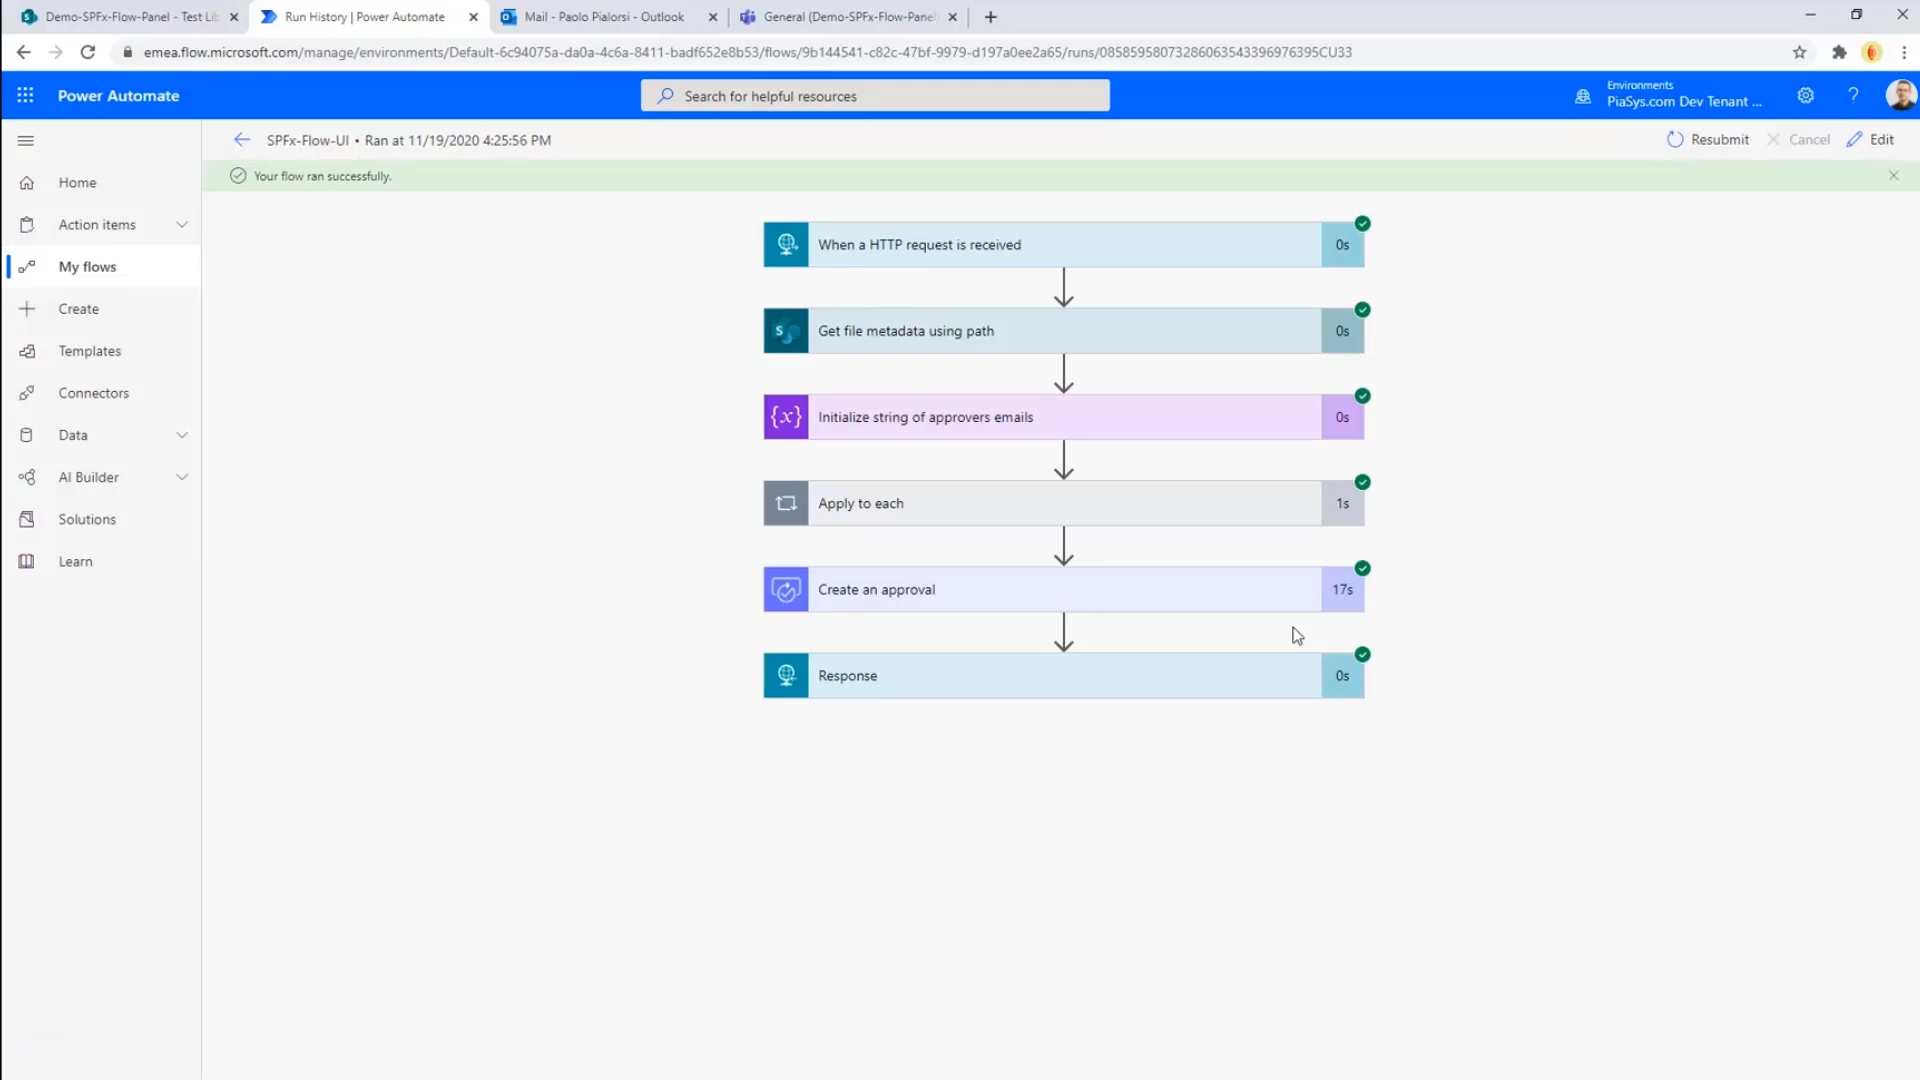 Demo-SPFx-Flow-Panel - Test Lib
Run History | Power Automate
Mail - Paolo Pialorsi - Outlook
General (Demo-SPFx-Flow-Panel
emea.flow.microsoft.com/manage/environments/Default-6c94075a-da0a-4c6a-8411-badf652e8b53/flows/9b144541-c82c-47bf-9979-d197a0ee2a65/runs/08585958073286063543396976395CU33
Power Automate
Search for helpful resources
Environments
PiaSys.com Dev Tenant ...
SPFx-Flow-UI • Ran at 11/19/2020 4:25:56 PM
Resubmit
Cancel
Edit
Your flow ran successfully.
Home
Action items
My flows
Create
Templates
Connectors
Data
AI Builder
Solutions
Learn
When a HTTP request is received 0s
Get file metadata using path 0s
Initialize string of approvers emails 0s
Apply to each 1s
Create an approval 17s
Response 0s